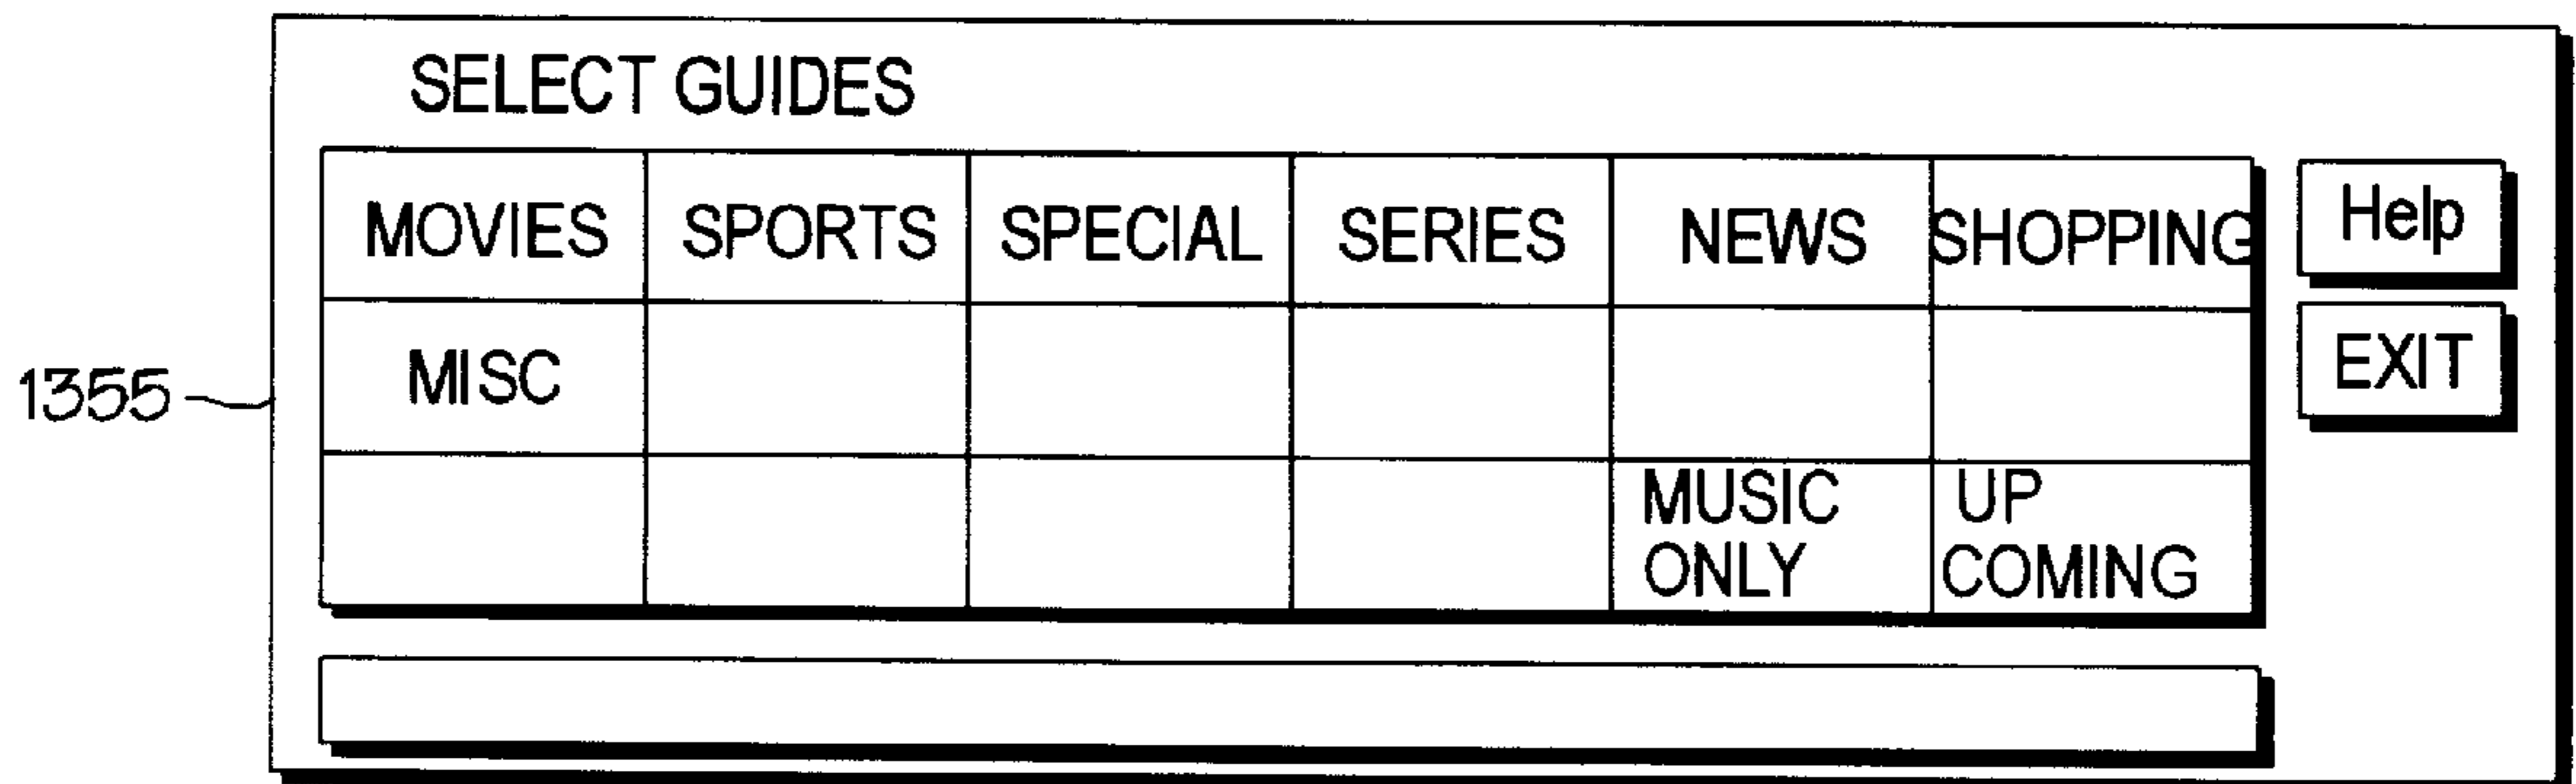 SELECT GUIDES
MOVIES SPORTS SPECIAL SERIES NEWS SHOPPING Help
1355 MISC EXIT
MUSIC ONLY UP COMING